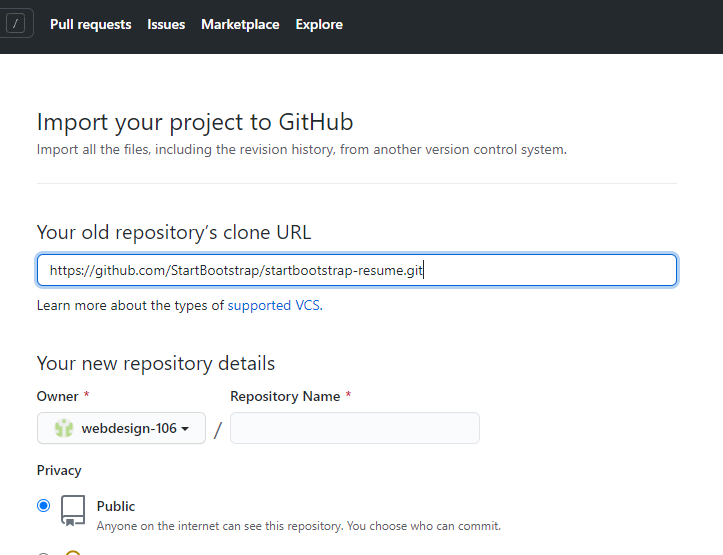 / Pull requests Issues Marketplace Explore
Import your project to GitHub
Import all the files, including the revision history, from another version control system.
Your old repository's clone URL
https://github.com/StartBootstrap/startbootstrap-resume.git
Learn more about the types of supported VCS.
Your new repository details
Owner * Repository Name *
webdesign-106 /
Privacy
Public
Anyone on the internet can see this repository. You choose who can commit.